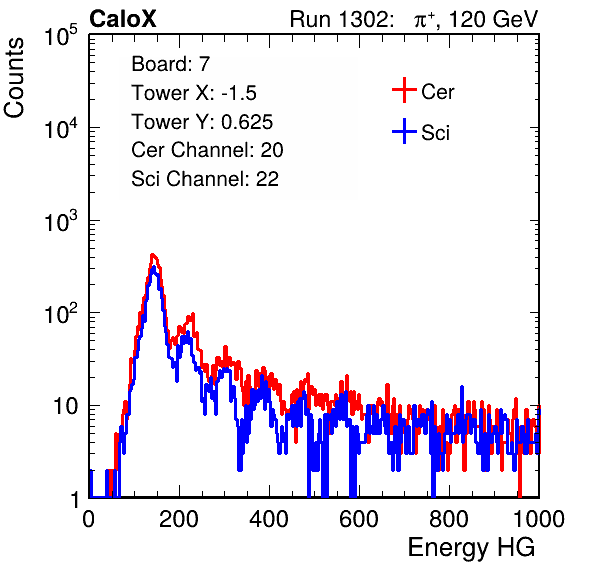 CaloX Run 1302: π⁺, 120 GeV
Counts
Board: 7
Tower X: -1.5
Tower Y: 0.625
Cer Channel: 20
Sci Channel: 22
Cer
Sci
10⁵
10⁴
10³
10²
10
1
0 200 400 600 800 1000
Energy HG